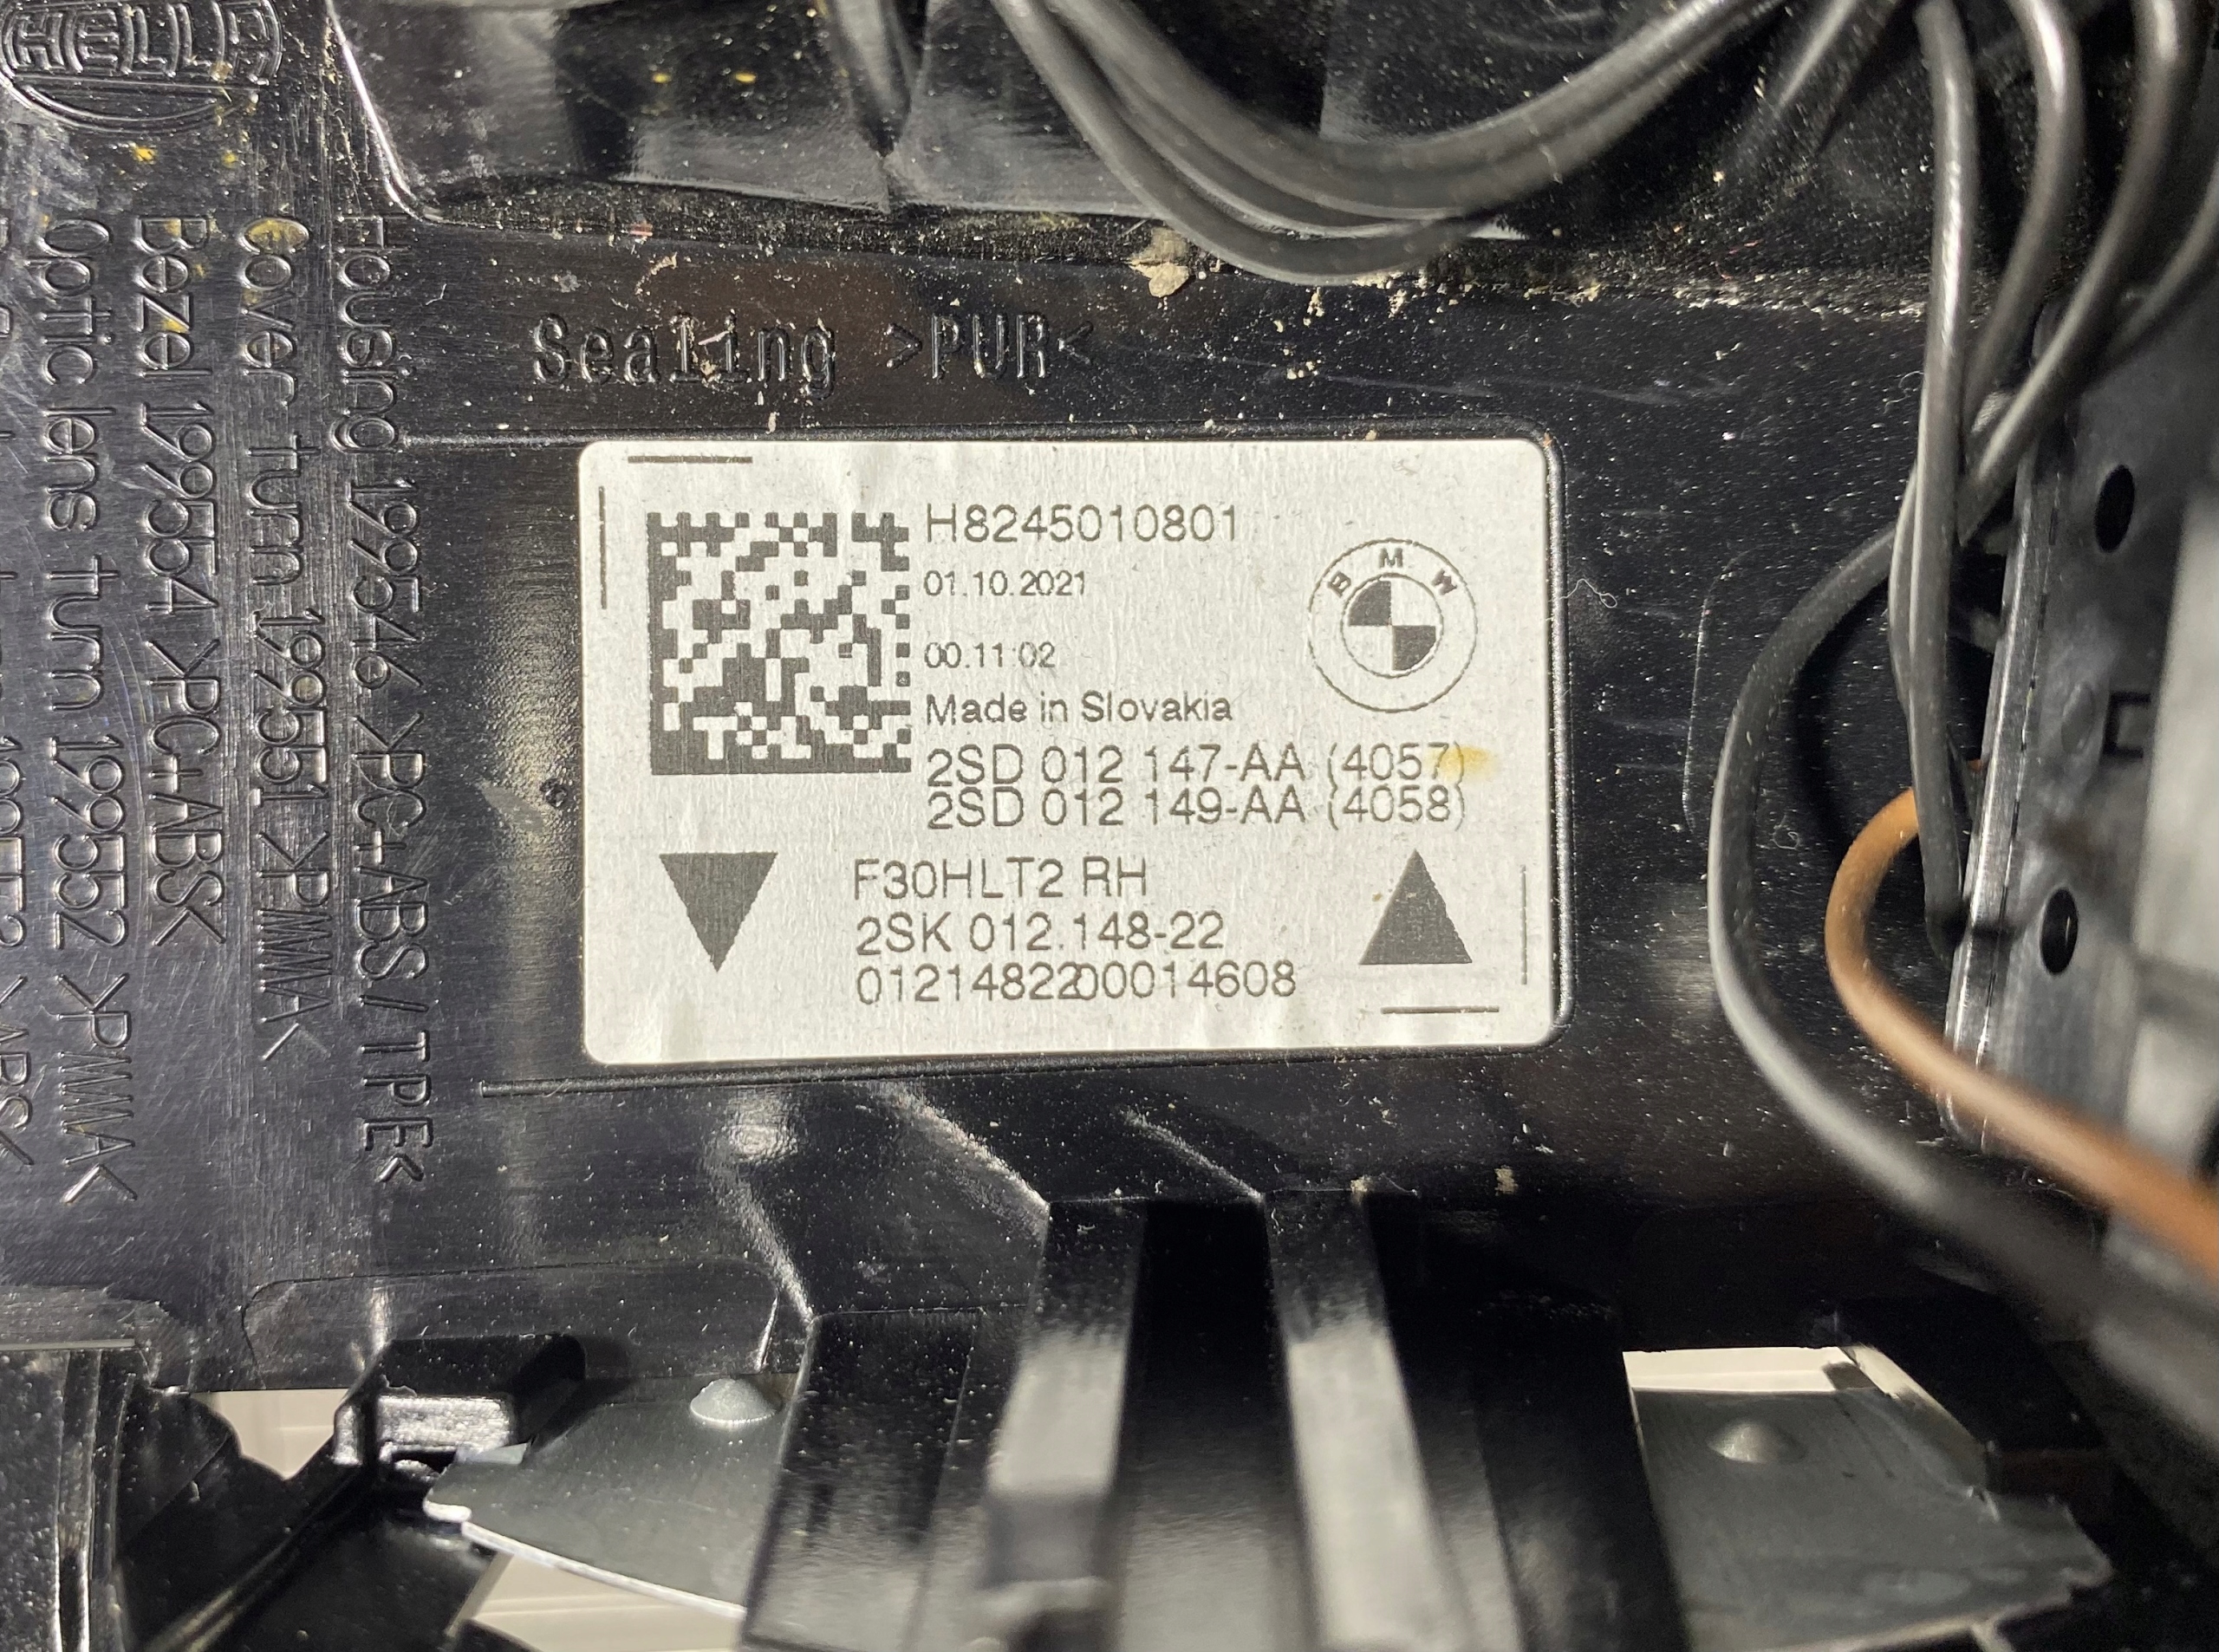 HELLA
Sealing >PUR<
H8245010801
01.10.2021
00.11:02
Made in Slovakia
2SD 012 147-AA (4057)
2SD 012 149-AA (4058)
BMW
F30HLT2 RH
2SK 012.148-22
0121482200014608
Housing 199546 >PC+ABS/TPE<
Cover turn 199551 >PMMA<
Bezel 199554 >PC+ABS<
Optic lens turn 199552 >PMMA<